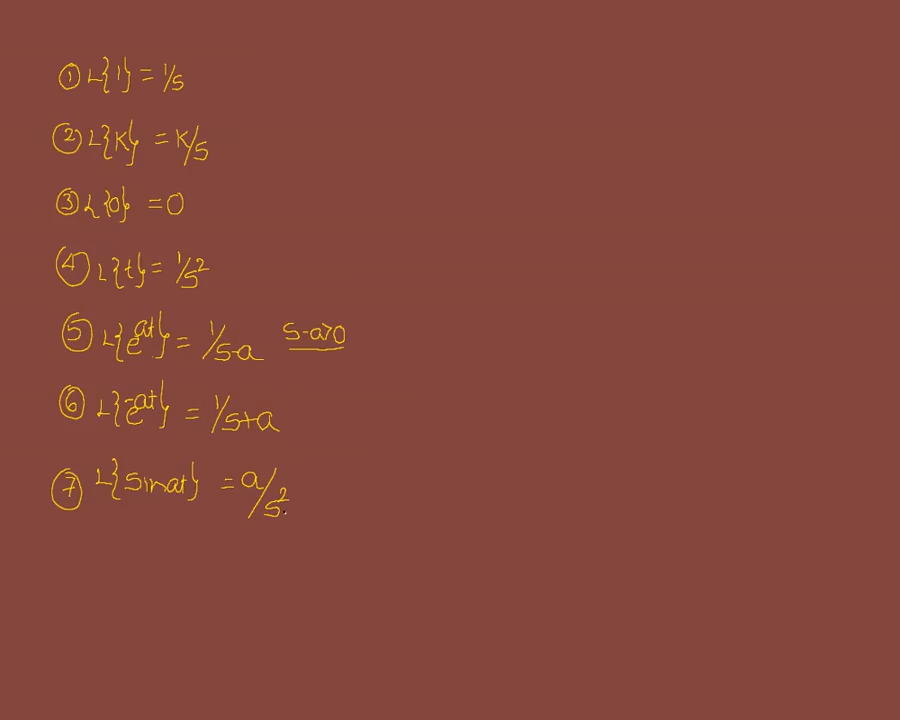 ① L{1} = 1/s
② L{K} = K/s
③ L{0} = 0
④ L{t} = 1/s²
⑤ L{e^at} = 1/s-a s-a>0
⑥ L{e^-at} = 1/s+a
⑦ L{sinat} = a/s²